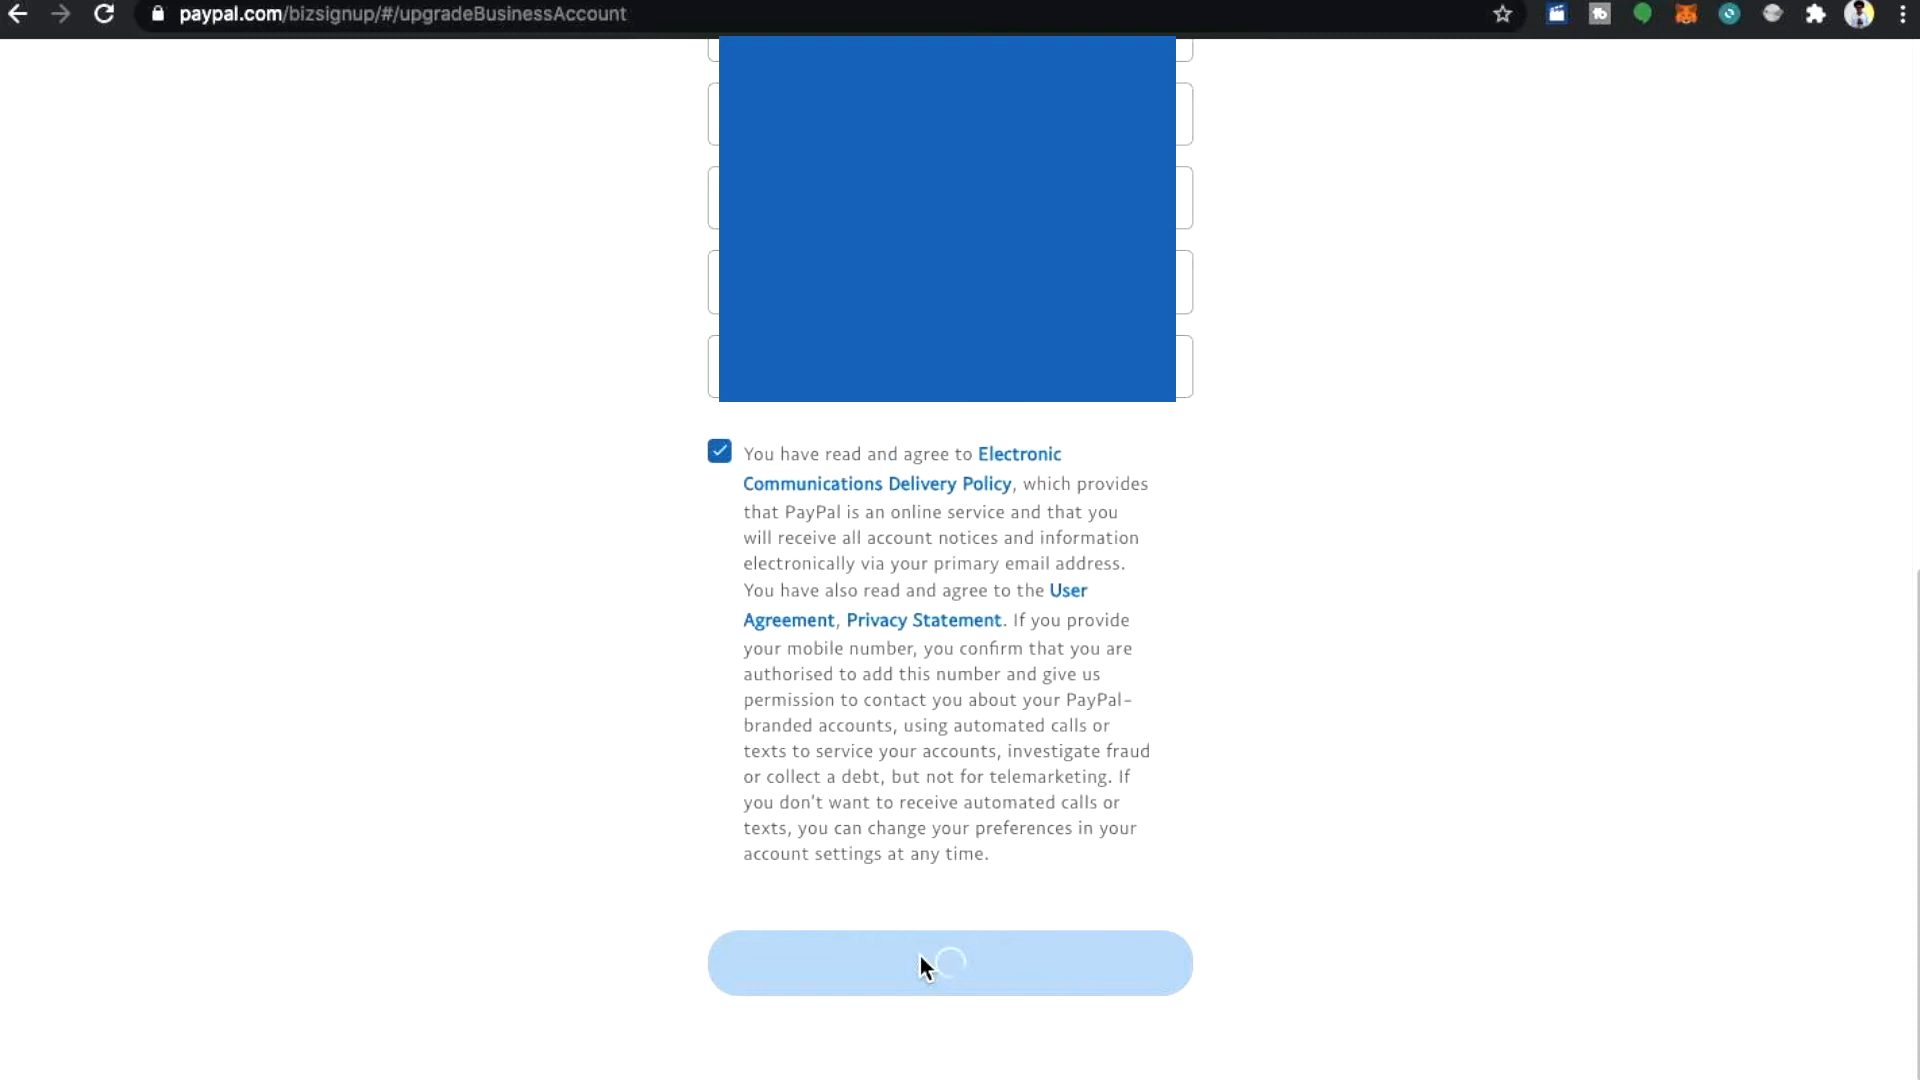 paypal.com/bizsignup/#/upgradeBusinessAccount
You have read and agree to Electronic
Communications Delivery Policy, which provides
that PayPal is an online service and that you
will receive all account notices and information
electronically via your primary email address.
You have also read and agree to the User
Agreement, Privacy Statement. If you provide
your mobile number, you confirm that you are
authorised to add this number and give us
permission to contact you about your PayPal-
branded accounts, using automated calls or
texts to service your accounts, investigate fraud
or collect a debt, but not for telemarketing. If
you don't want to receive automated calls or
texts, you can change your preferences in your
account settings at any time.